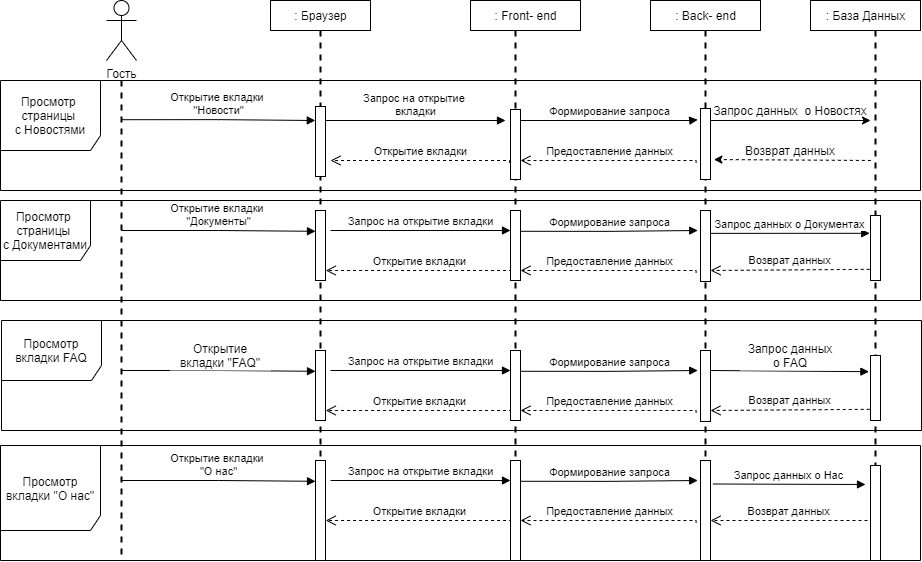 : Браузер
: Front- end
: Back- end
: База Данных
Гость
Просмотр
страницы
с Новостями
Открытие вкладки
"Новости"
Запрос на открытие
вкладки
Формирование запроса
Запрос данных о Новостях
Открытие вкладки
Предоставление данных
Возврат данных
Просмотр
страницы
с Документами
Открытие вкладки
"Документы"
Запрос на открытие вкладки
Формирование запроса
Запрос данных о Документах
Открытие вкладки
Предоставление данных
Возврат данных
Просмотр
вкладки FAQ
Открытие
вкладки "FAQ"
Запрос на открытие вкладки
Формирование запроса
Запрос данных
о FAQ
Открытие вкладки
Предоставление данных
Возврат данных
Просмотр
вкладки "О нас"
Открытие вкладки
"О нас"
Запрос на открытие вкладки
Формирование запроса
Запрос данных о Нас
Открытие вкладки
Предоставление данных
Возврат данных